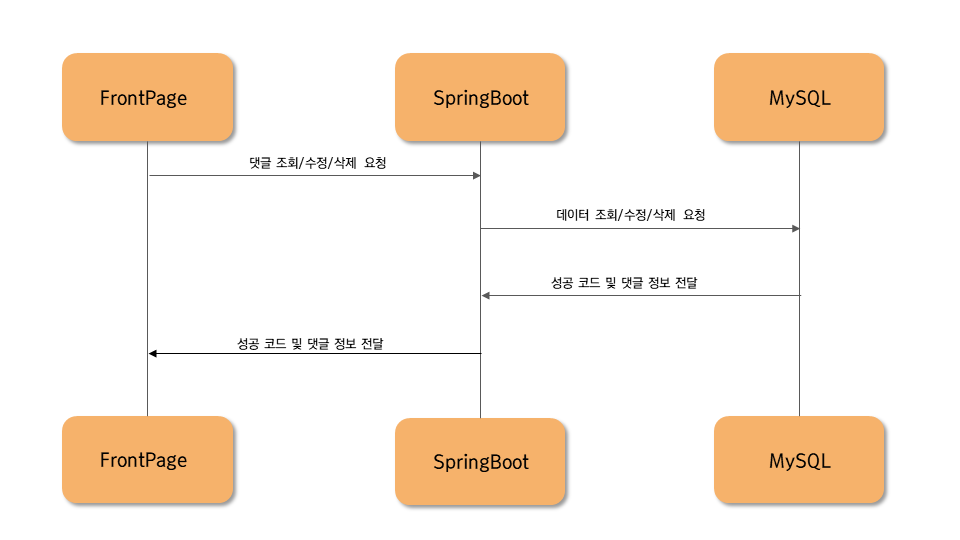 FrontPage
SpringBoot
MySQL
댓글 조회/수정/삭제 요청
데이터 조회/수정/삭제 요청
성공 코드 및 댓글 정보 전달
성공 코드 및 댓글 정보 전달
FrontPage
SpringBoot
MySQL